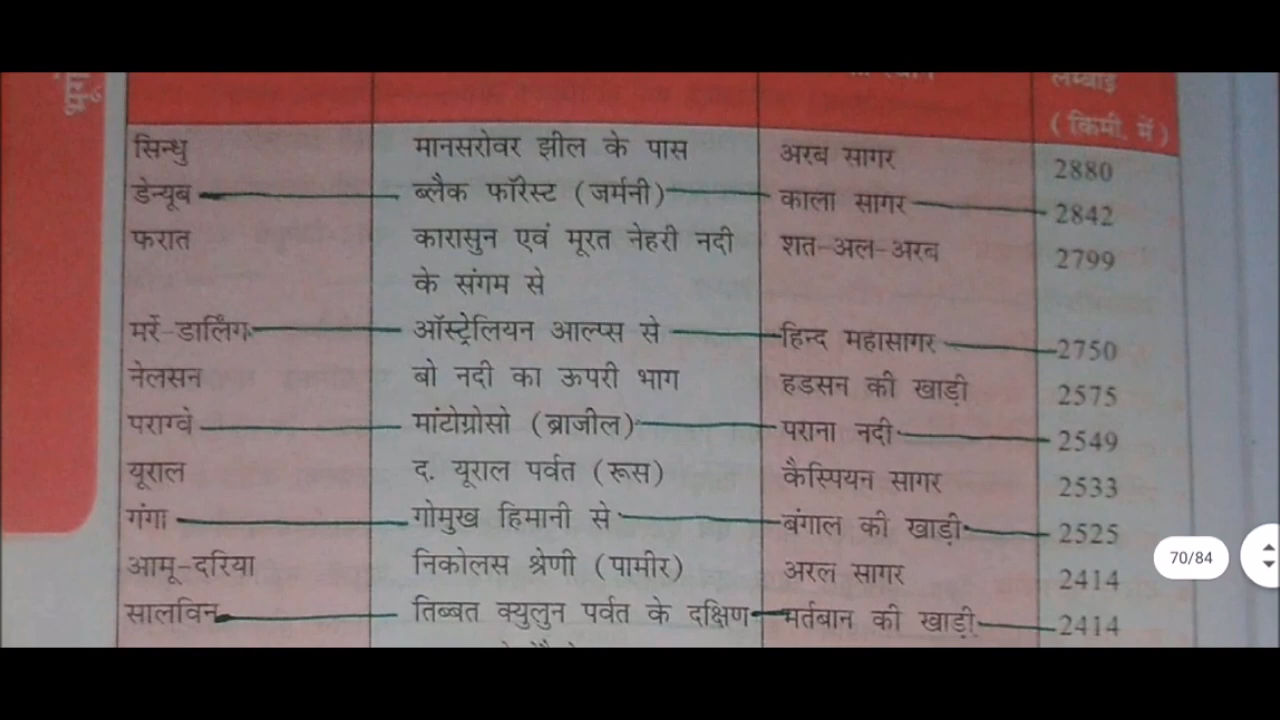 लम्बाई
(किमी. में)
सिन्धु मानसरोवर झील के पास अरब सागर 2880
डेन्यूब ब्लैक फॉरेस्ट (जर्मनी) काला सागर 2842
फरात कारासुन एवं मूरत नेहरी नदी शत-अल-अरब 2799
के संगम से
मर्रे-डार्लिंग ऑस्ट्रेलियन आल्प्स से हिन्द महासागर 2750
नेलसन बो नदी का ऊपरी भाग हडसन की खाड़ी 2575
पराग्वे मांटोग्रोसो (ब्राजील) पराना नदी 2549
यूराल द. यूराल पर्वत (रूस) कैस्पियन सागर 2533
गंगा गोमुख हिमानी से बंगाल की खाड़ी 2525
आमू-दरिया निकोलस श्रेणी (पामीर) अरल सागर 2414
सालविन तिब्बत क्युलुन पर्वत के दक्षिण मर्तबान की खाड़ी 2414
70/84